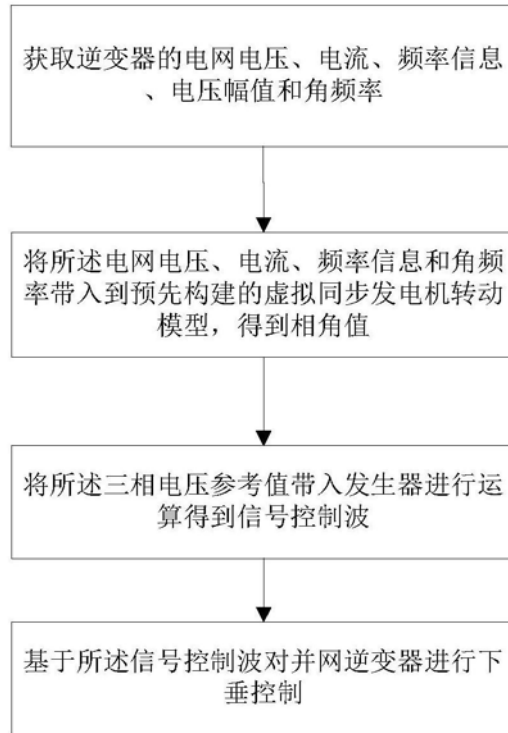 获取逆变器的电网电压、电流、频率信息
、电压幅值和角频率
将所述电网电压、电流、频率信息和角频
率带入到预先构建的虚拟同步发电机转动
模型，得到相角值
将所述三相电压参考值带入发生器进行运
算得到信号控制波
基于所述信号控制波对并网逆变器进行下
垂控制